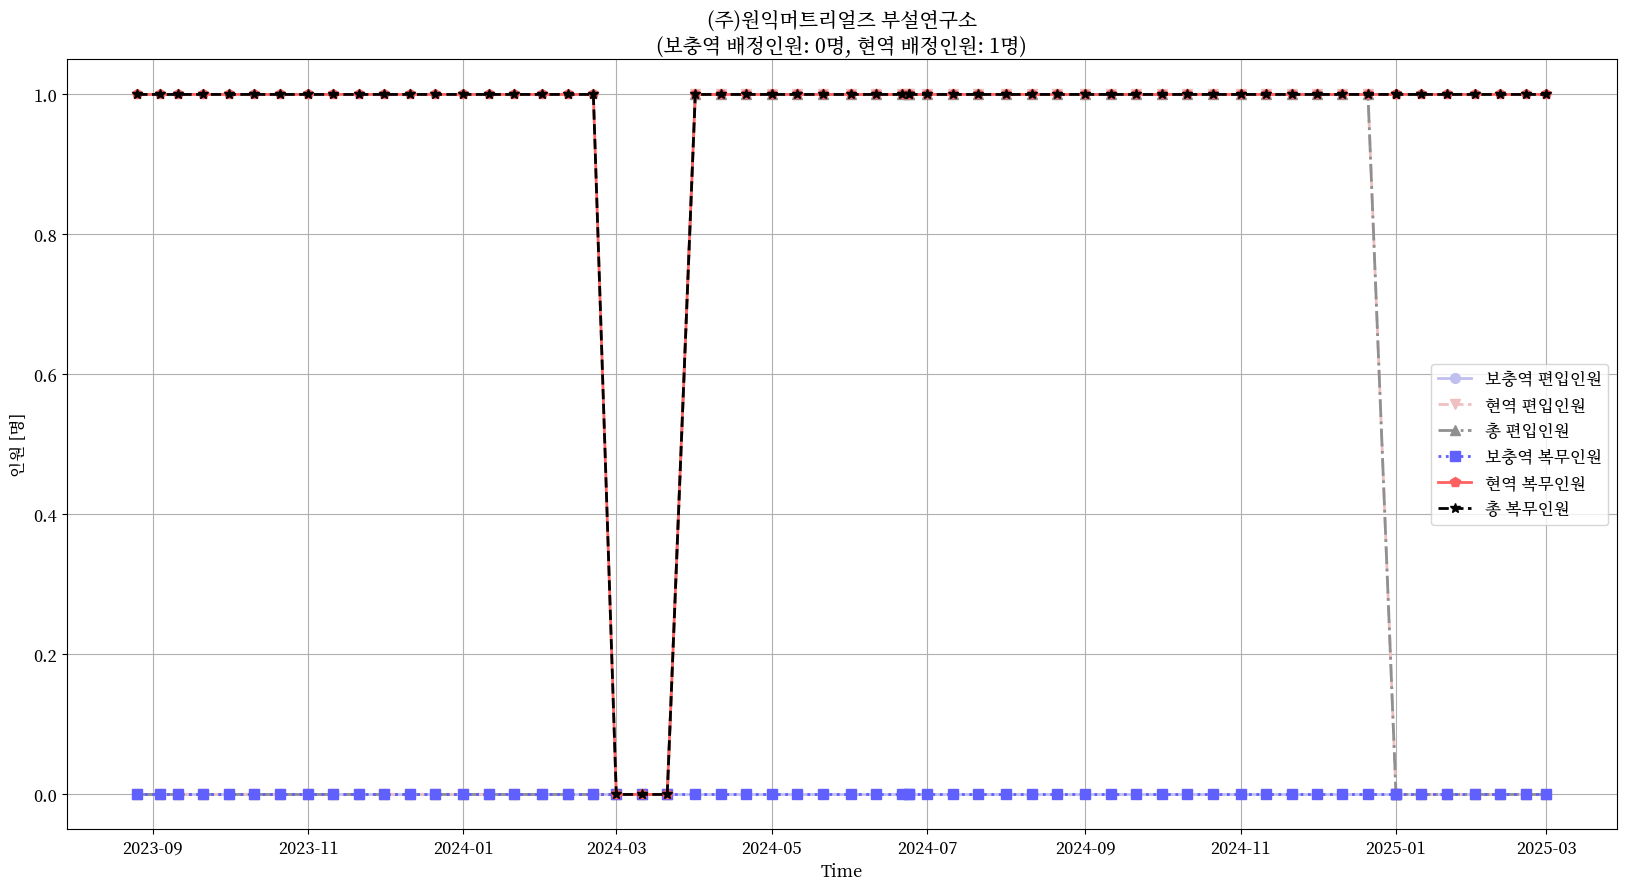 (주)원익머트리얼즈 부설연구소
(보충역 배정인원: 0명, 현역 배정인원: 1명)
1.0
0.8
0.6
0.4
0.2
0.0
인원 [명]
보충역 편입인원
현역 편입인원
총 편입인원
보충역 복무인원
현역 복무인원
총 복무인원
2023-09
2023-11
2024-01
2024-03
2024-05
2024-07
2024-09
2024-11
2025-01
2025-03
Time